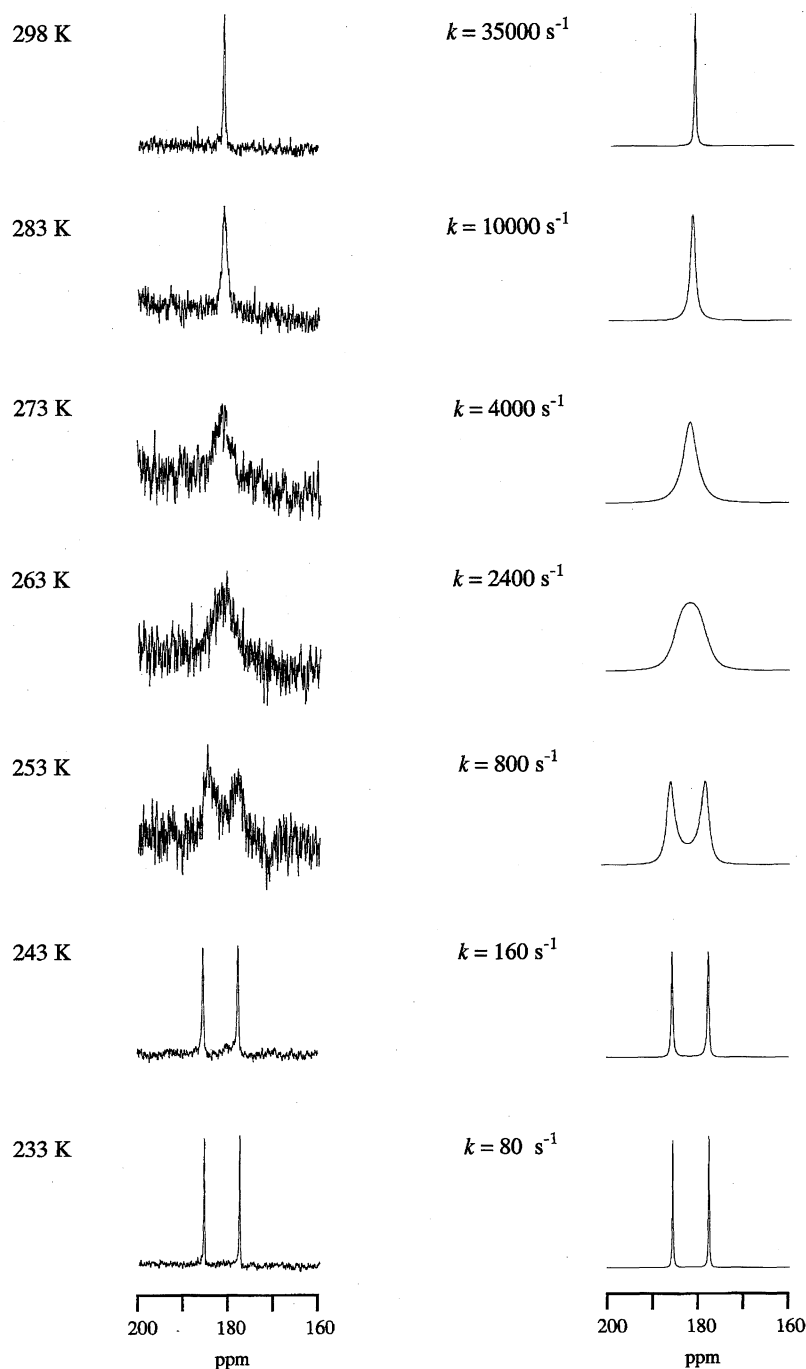 298 K k = 35000 s⁻¹
283 K k = 10000 s⁻¹
273 K k = 4000 s⁻¹
263 K k = 2400 s⁻¹
253 K k = 800 s⁻¹
243 K k = 160 s⁻¹
233 K k = 80 s⁻¹
200 180 160 200 180 160
ppm ppm